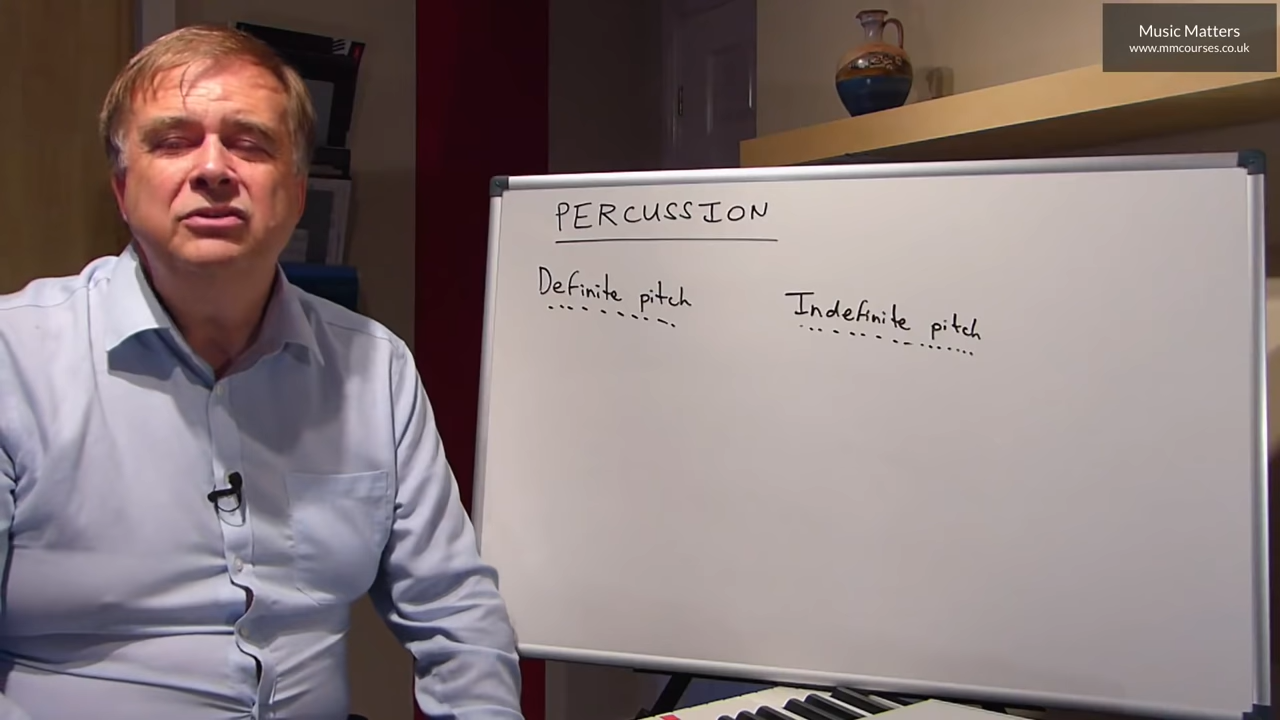 Music Matters
www.mmcourses.co.uk
PERCUSSION
Definite pitch
Indefinite pitch